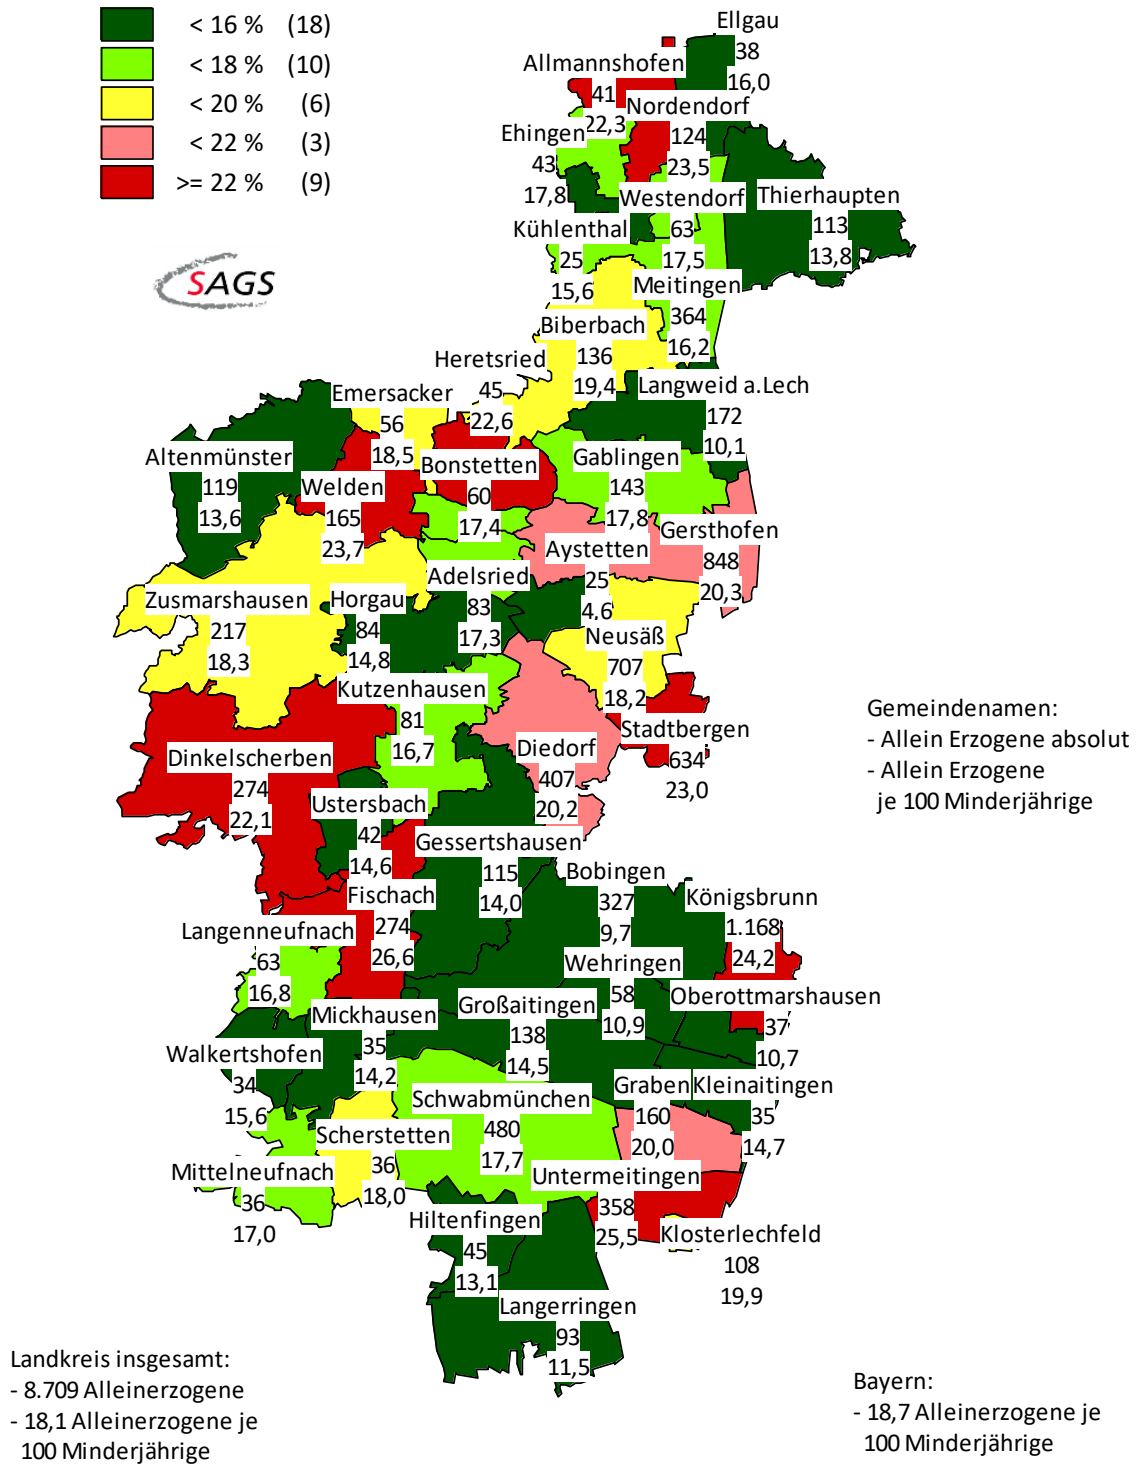 < 16 % (18)
< 18 % (10)
< 20 % (6)
< 22 % (3)
>= 22 % (9)
SAGS
Ellgau
38
16,0
Allmannshofen
41
22,3
Nordendorf
124
23,5
Ehingen
43
17,8
Westendorf
63
17,5
Thierhaupten
113
13,8
Kühlenthal
25
15,6
Meitingen
364
16,2
Biberbach
136
19,4
Heretsried
45
22,6
Langweid a.Lech
172
10,1
Emersacker
56
18,5
Altenmünster
119
13,6
Welden
165
23,7
Bonstetten
60
17,4
Gablingen
143
17,8
Gersthofen
848
20,3
Aystetten
25
4,6
Adelsried
83
17,3
Zusmarshausen
217
18,3
Horgau
84
14,8
Neusäß
707
18,2
Kutzenhausen
81
16,7
Stadtbergen
634
23,0
Diedorf
407
20,2
Dinkelscherben
274
22,1
Ustersbach
42
14,6
Gessertshausen
115
14,0
Bobingen
327
9,7
Königsbrunn
1.168
24,2
Fischach
274
26,6
Langenneufnach
63
16,8
Wehringen
58
10,9
Oberottmarshausen
37
10,7
Großaitingen
138
14,5
Mickhausen
35
14,2
Walkertshofen
34
15,6
Graben
160
20,0
Kleinaitingen
35
14,7
Schwabmünchen
480
17,7
Scherstetten
36
18,0
Mittelneufnach
36
17,0
Untermeitingen
358
25,5
Hiltenfingen
45
13,1
Klosterlechfeld
108
19,9
Langerringen
93
11,5
Gemeindenamen:
- Allein Erzogene absolut
- Allein Erzogene
je 100 Minderjährige
Landkreis insgesamt:
- 8.709 Alleinerzogene
- 18,1 Alleinerzogene je
100 Minderjährige
Bayern:
- 18,7 Alleinerzogene je
100 Minderjährige